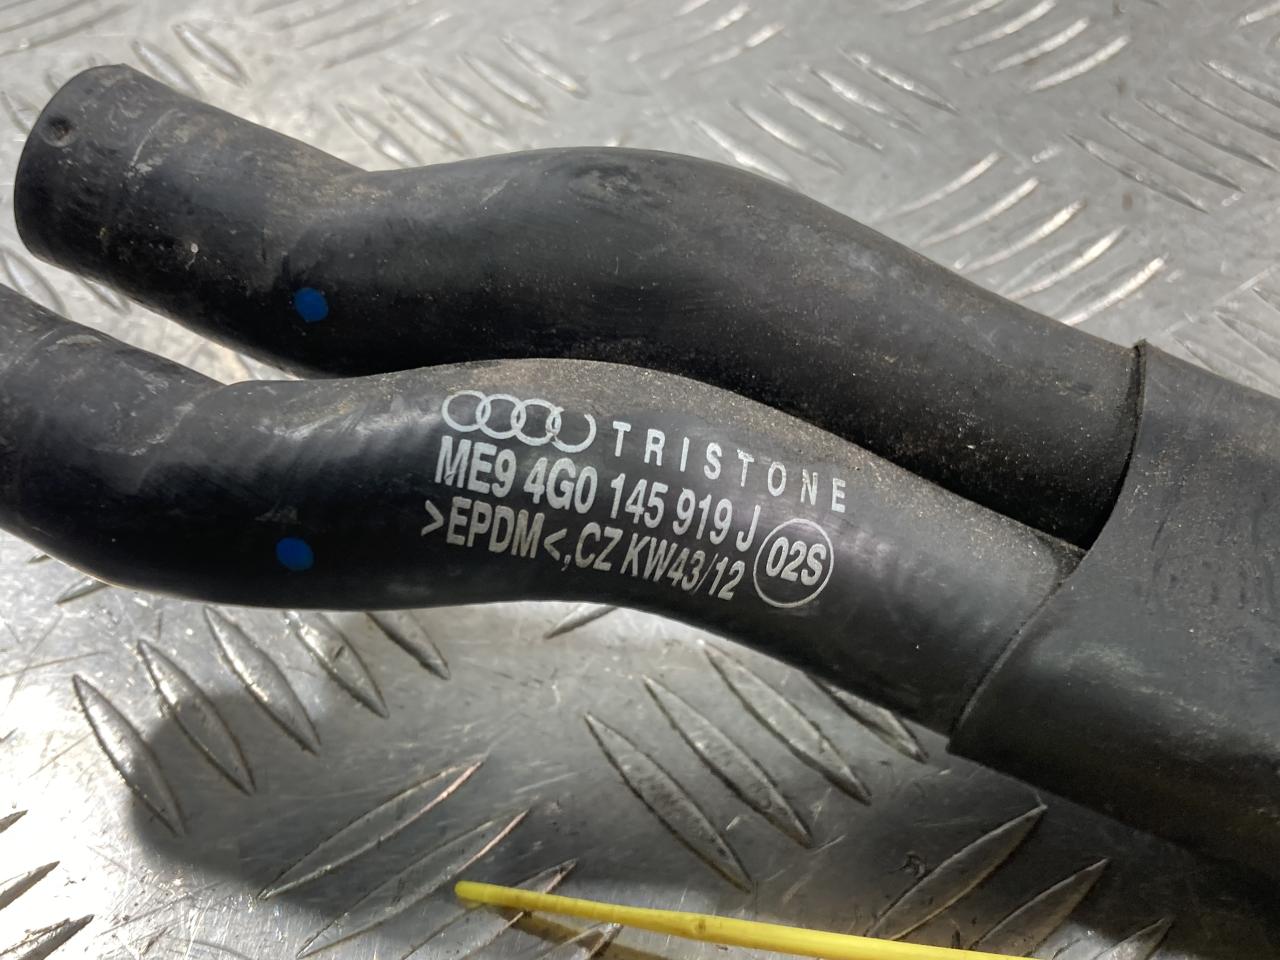 TRISTONE
ME9 4G0 145 919 J
>EPDM<,CZ KW43/12 02S